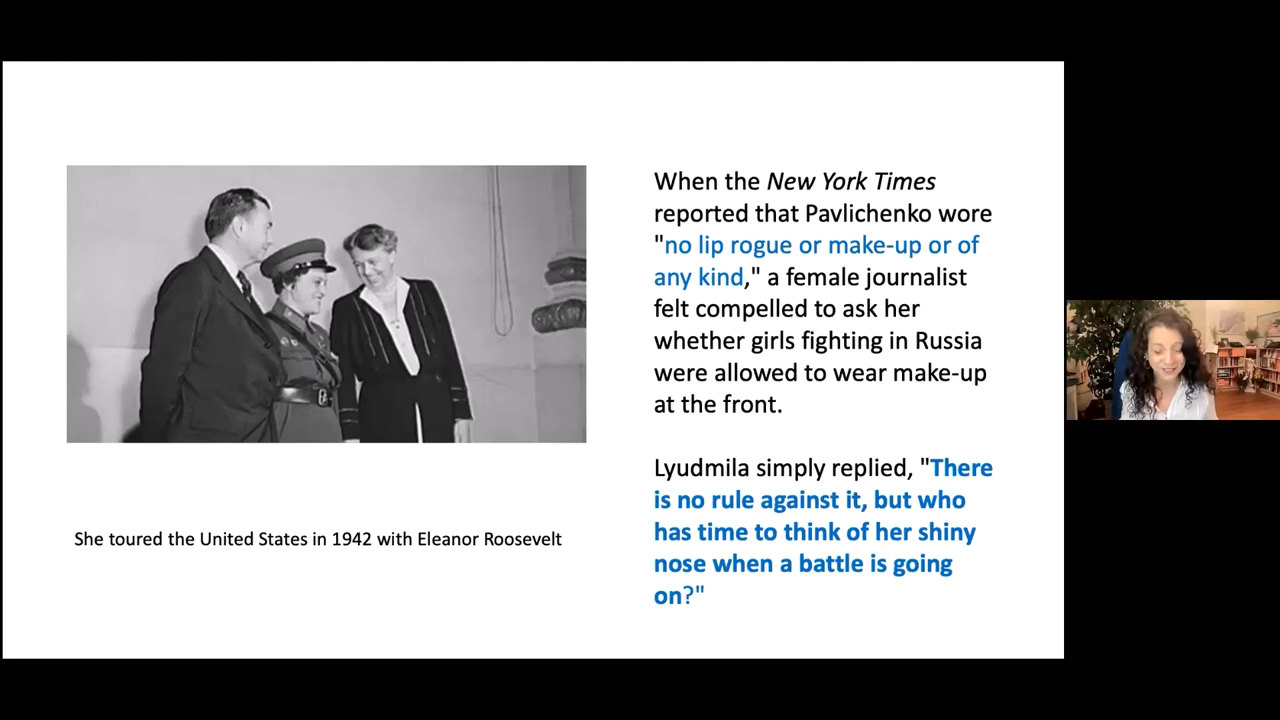 When the New York Times
reported that Pavlichenko wore
"no lip rogue or make-up or of
any kind," a female journalist
felt compelled to ask her
whether girls fighting in Russia
were allowed to wear make-up
at the front.
Lyudmila simply replied, "There
is no rule against it, but who
has time to think of her shiny
nose when a battle is going
on?"
She toured the United States in 1942 with Eleanor Roosevelt